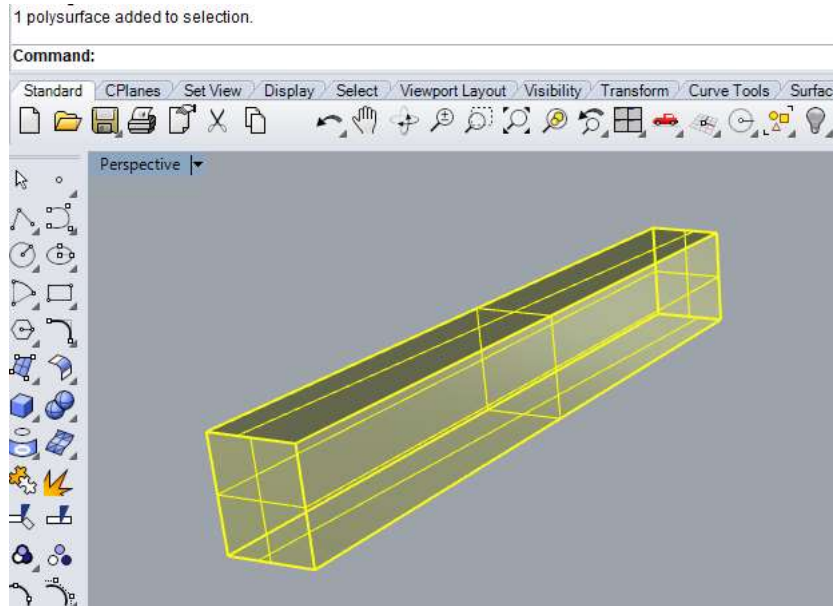 1 polysurface added to selection.
Command:
Standard CPlanes Set View Display Select Viewport Layout Visibility Transform Curve Tools Surfac
Perspective